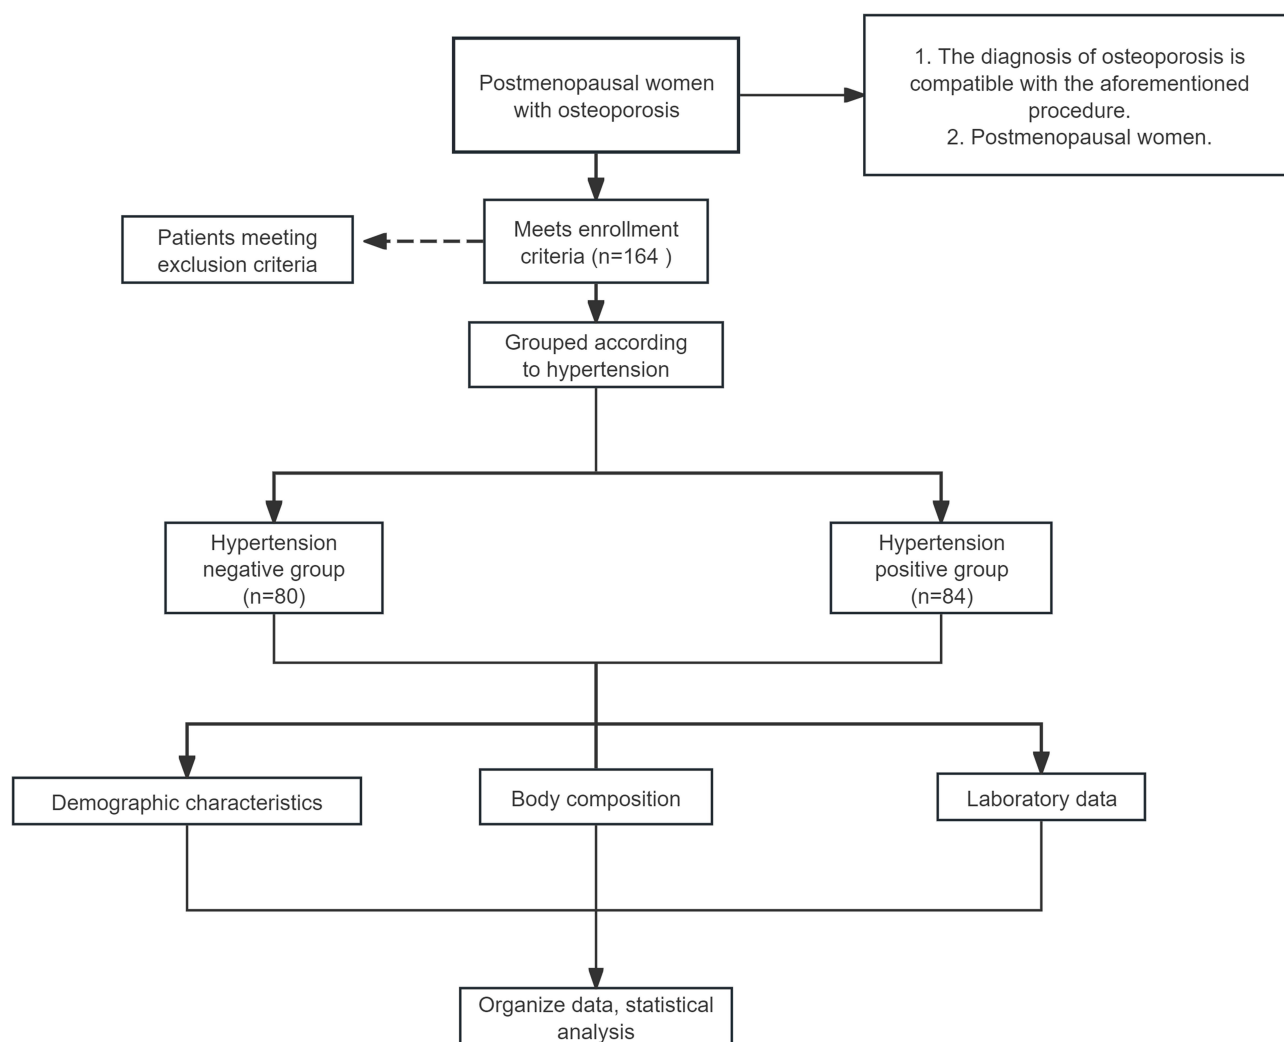 Postmenopausal women
with osteoporosis
1. The diagnosis of osteoporosis is
compatible with the aforementioned
procedure.
2. Postmenopausal women.
Patients meeting
exclusion criteria
Meets enrollment
criteria (n=164 )
Grouped according
to hypertension
Hypertension
negative group
(n=80)
Hypertension
positive group
(n=84)
Demographic characteristics
Body composition
Laboratory data
Organize data, statistical
analysis